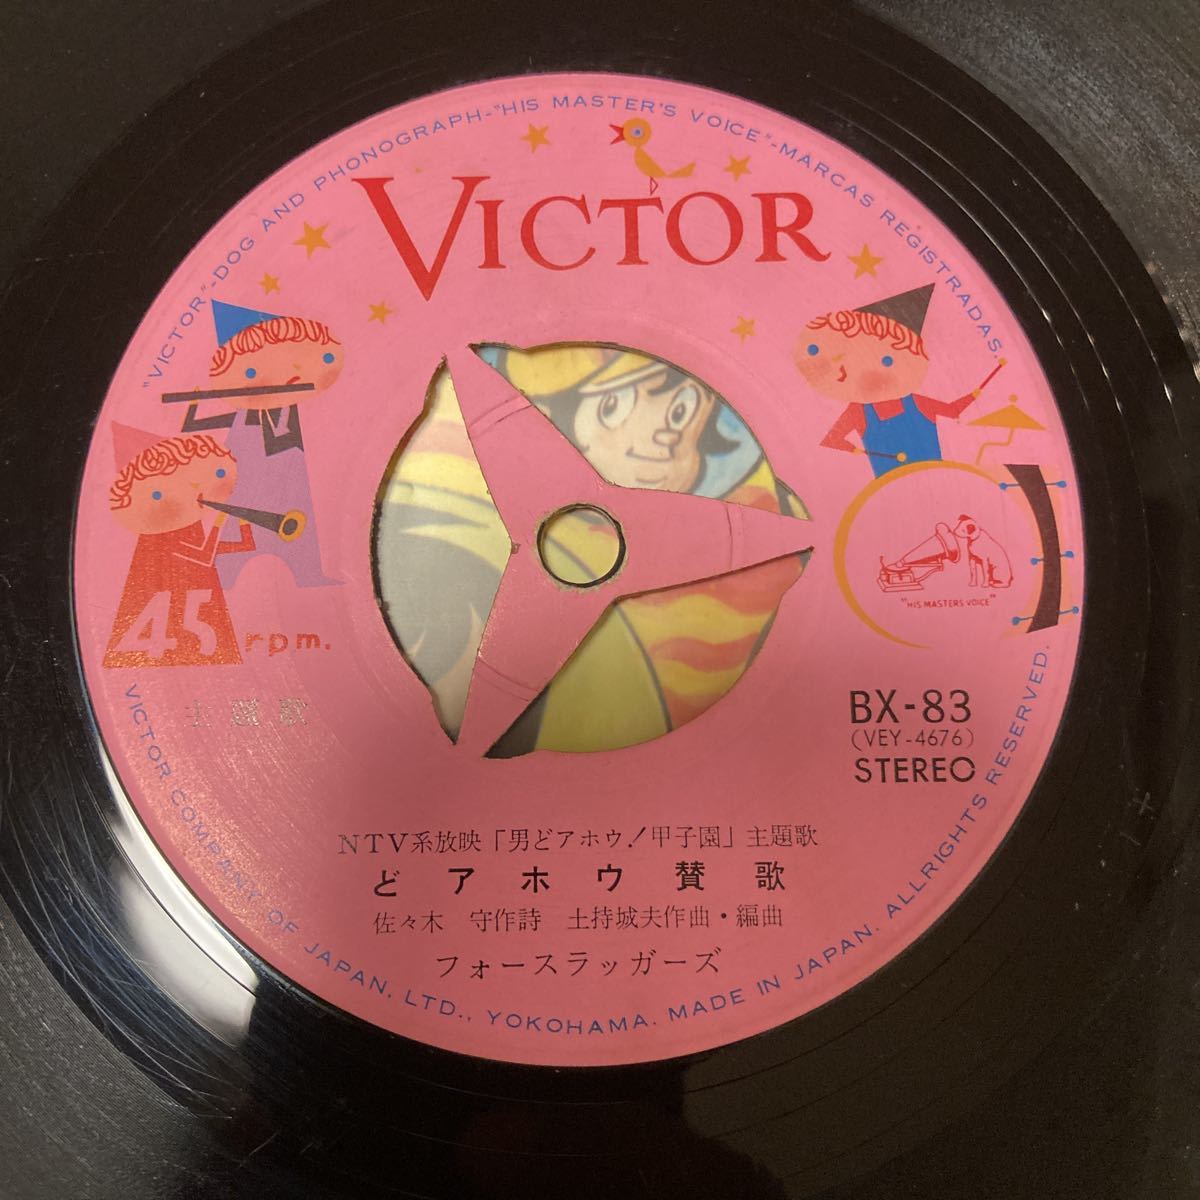 "VICTOR"-DOG AND PHONOGRAPH-"HIS MASTER'S VOICE"-MARCAS REGISTRADAS.
VICTOR
"HIS MASTERS VOICE"
45 rpm.
主題歌
BX-83
(VEY-4676)
STEREO
NTV系放映「男どアホウ!甲子園」主題歌
どアホウ賛歌
佐々木 守作詩 土持城夫作曲・編曲
フォースラッガーズ
VICTOR COMPANY OF JAPAN, LTD., YOKOHAMA. MADE IN JAPAN. ALLRIGHTS RESERVED.